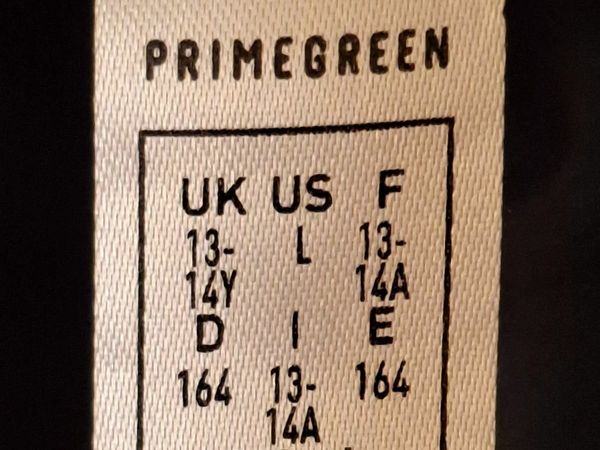 PRIMEGREEN
UK US F
13- L 13-
14Y 14A
D I E
164 13- 164
14A